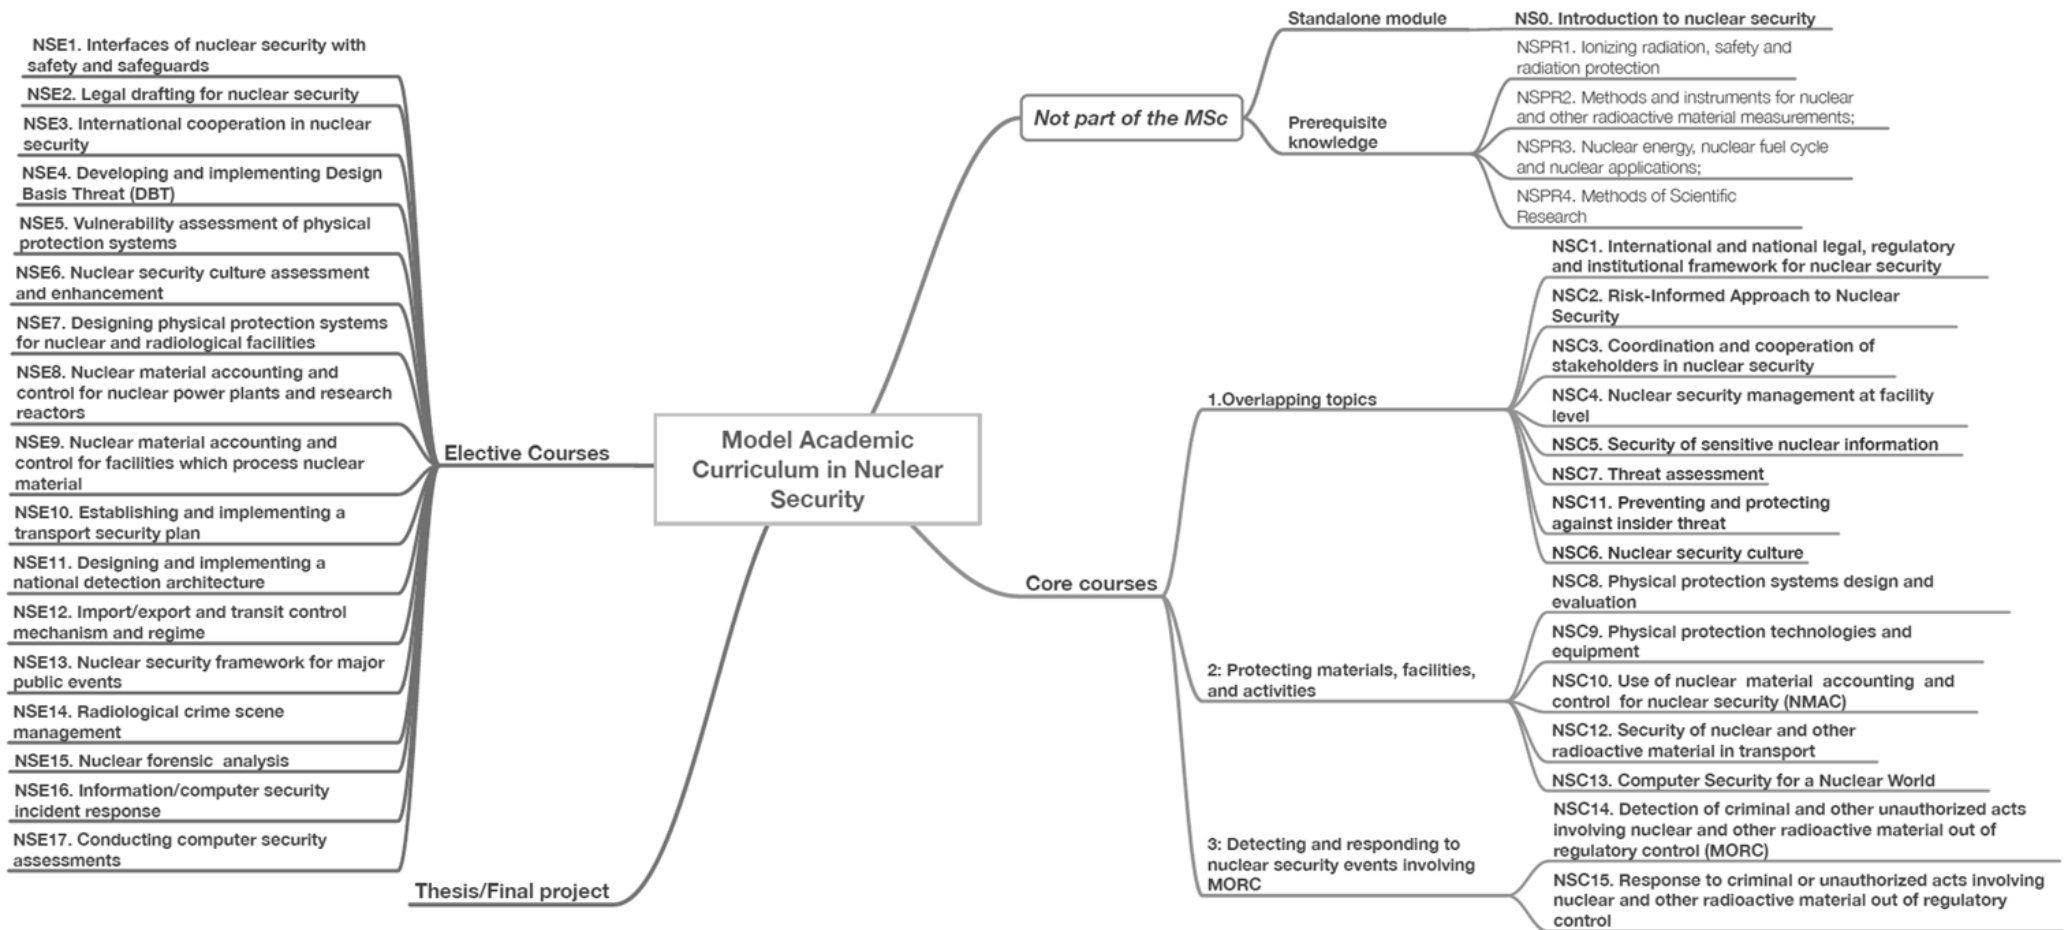 NSE1. Interfaces of nuclear security with
safety and safeguards
NSE2. Legal drafting for nuclear security
NSE3. International cooperation in nuclear
security
NSE4. Developing and implementing Design
Basis Threat (DBT)
NSE5. Vulnerability assessment of physical
protection systems
NSE6. Nuclear security culture assessment
and enhancement
NSE7. Designing physical protection systems
for nuclear and radiological facilities
NSE8. Nuclear material accounting and
control for nuclear power plants and research
reactors
NSE9. Nuclear material accounting and
control for facilities which process nuclear
material
NSE10. Establishing and implementing a
transport security plan
NSE11. Designing and implementing a
national detection architecture
NSE12. Import/export and transit control
mechanism and regime
NSE13. Nuclear security framework for major
public events
NSE14. Radiological crime scene
management
NSE15. Nuclear forensic analysis
NSE16. Information/computer security
incident response
NSE17. Conducting computer security
assessments
Elective Courses
Thesis/Final project
Model Academic
Curriculum in Nuclear
Security
Not part of the MSc
Standalone module
NS0. Introduction to nuclear security
Prerequisite
knowledge
NSPR1. Ionizing radiation, safety and
radiation protection
NSPR2. Methods and instruments for nuclear
and other radioactive material measurements;
NSPR3. Nuclear energy, nuclear fuel cycle
and nuclear applications;
NSPR4. Methods of Scientific
Research
Core courses
1.Overlapping topics
NSC1. International and national legal, regulatory
and institutional framework for nuclear security
NSC2. Risk-Informed Approach to Nuclear
Security
NSC3. Coordination and cooperation of
stakeholders in nuclear security
NSC4. Nuclear security management at facility
level
NSC5. Security of sensitive nuclear information
NSC7. Threat assessment
NSC11. Preventing and protecting
against insider threat
NSC6. Nuclear security culture
2: Protecting materials, facilities,
and activities
NSC8. Physical protection systems design and
evaluation
NSC9. Physical protection technologies and
equipment
NSC10. Use of nuclear material accounting and
control for nuclear security (NMAC)
NSC12. Security of nuclear and other
radioactive material in transport
NSC13. Computer Security for a Nuclear World
3: Detecting and responding to
nuclear security events involving
MORC
NSC14. Detection of criminal and other unauthorized acts
involving nuclear and other radioactive material out of
regulatory control (MORC)
NSC15. Response to criminal or unauthorized acts involving
nuclear and other radioactive material out of regulatory
control